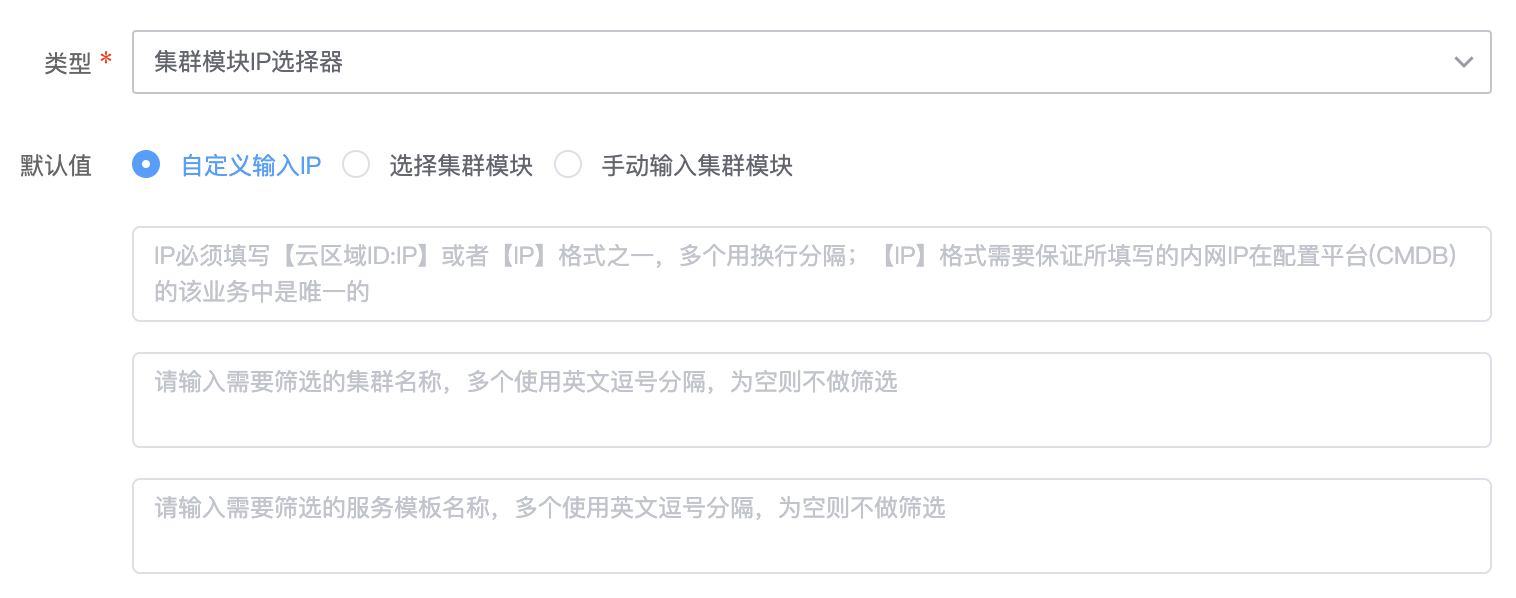 类型 * 集群模块IP选择器
默认值 自定义输入IP 选择集群模块 手动输入集群模块
IP必须填写【云区域ID:IP】或者【IP】格式之一，多个用换行分隔；【IP】格式需要保证所填写的内网IP在配置平台(CMDB)
的该业务中是唯一的
请输入需要筛选的集群名称，多个使用英文逗号分隔，为空则不做筛选
请输入需要筛选的服务模板名称，多个使用英文逗号分隔，为空则不做筛选